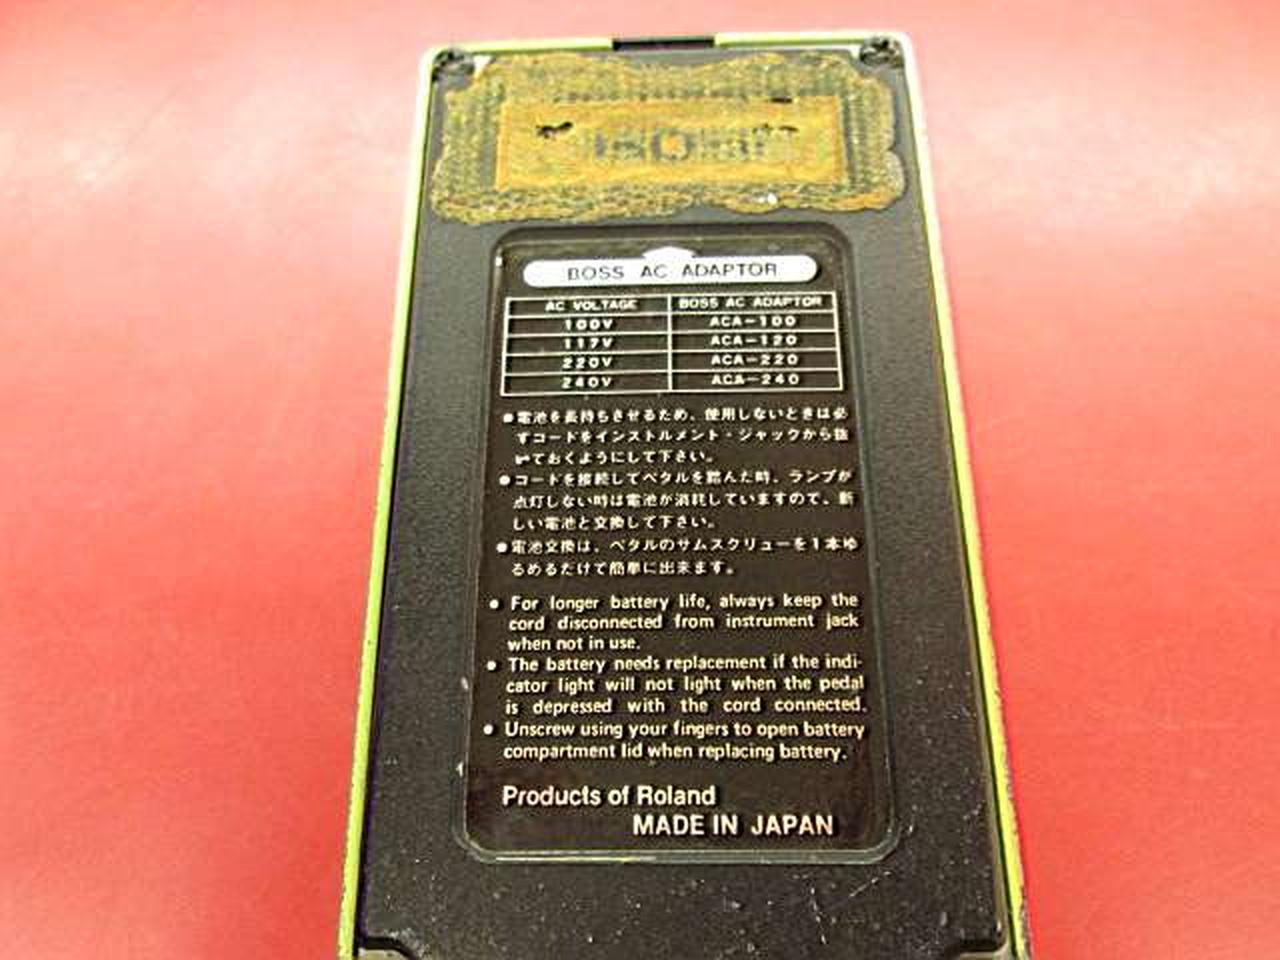 BOSS AC ADAPTOR
AC VOLTAGE BOSS AC ADAPTOR
100V ACA-100
117V ACA-120
220V ACA-220
240V ACA-240
●電池を長持ちさせるため、使用しないときは必
ずコードをインストルメント・ジャックから抜
いておくようにして下さい。
●コードを接続してペタルを踏んだ時、ランプが
点灯しない時は電池が消耗していますので、新
しい電池と交換して下さい。
●電池交換は、ペタルのサムスクリューを1本ゆ
るめるだけで簡単に出来ます。
● For longer battery life, always keep the
cord disconnected from instrument jack
when not in use.
● The battery needs replacement if the indi-
cator light will not light when the pedal
is depressed with the cord connected.
● Unscrew using your fingers to open battery
compartment lid when replacing battery.
Products of Roland
MADE IN JAPAN